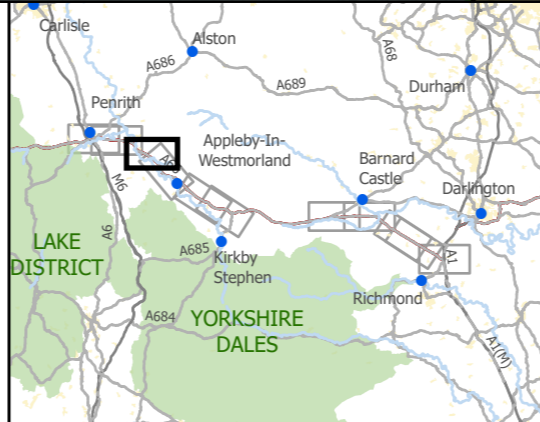 Carlisle
Alston
A686
A68
A689
Durham
Penrith
Appleby-In-
Westmorland
Barnard
Castle
Darlington
M6
A6
LAKE
DISTRICT
A685
Kirkby
Stephen
A1
Richmond
A684
YORKSHIRE
DALES
A1(M)